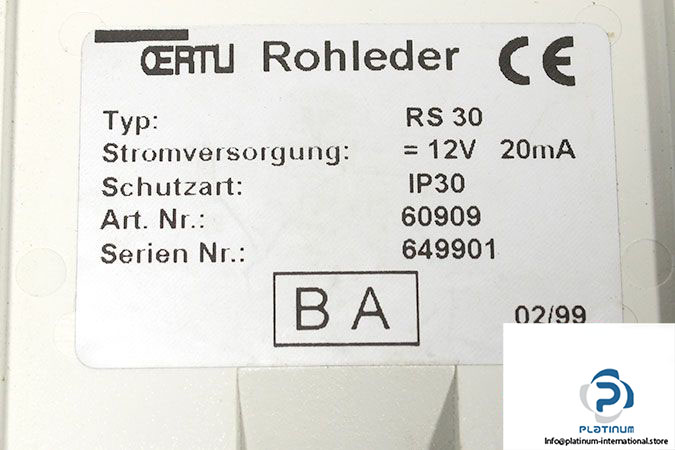 ŒRTLI Rohleder CE
Typ: RS 30
Stromversorgung: = 12V 20mA
Schutzart: IP30
Art. Nr.: 60909
Serien Nr.: 649901
B A
02/99
PLATINUM
Info@platinum-international.store